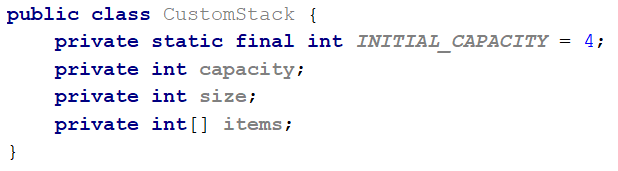 public class CustomStack {
    private static final int INITIAL_CAPACITY = 4;
    private int capacity;
    private int size;
    private int[] items;
}